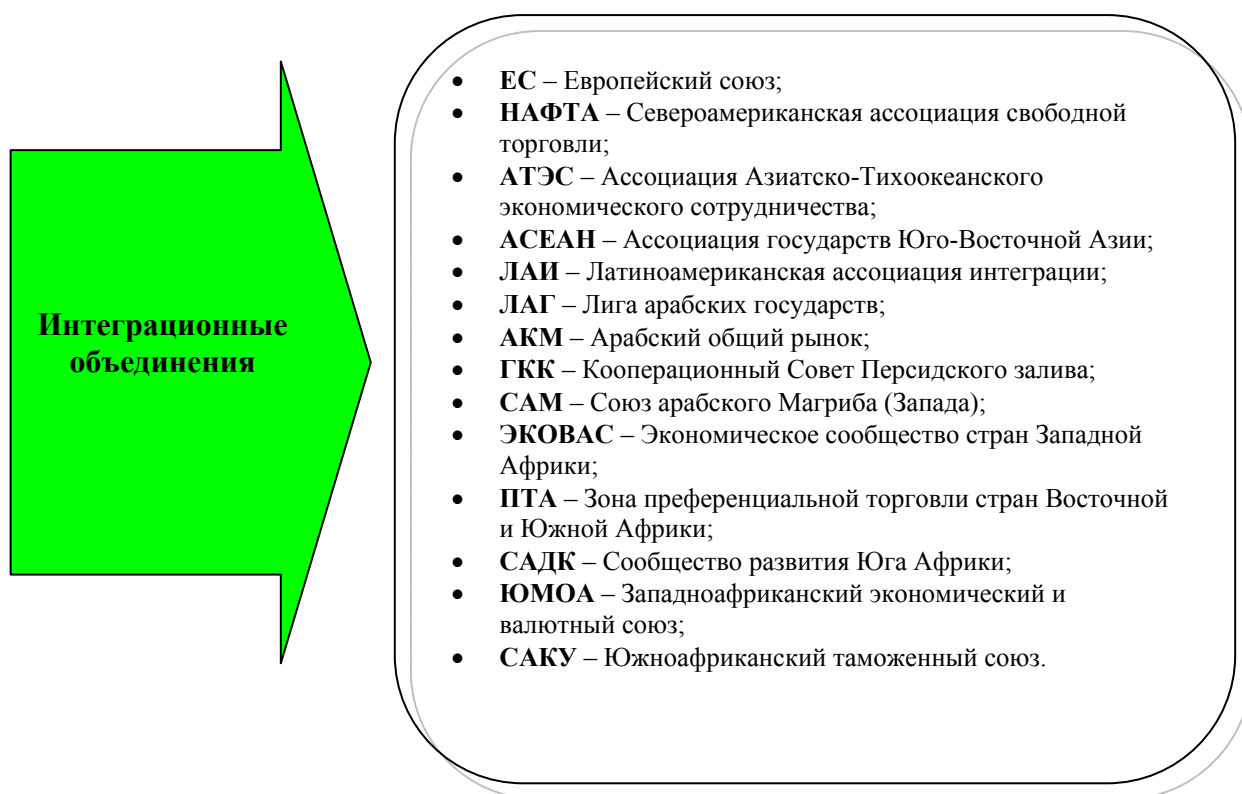 Интеграционные
объединения
• ЕС – Европейский союз;
• НАФТА – Североамериканская ассоциация свободной
торговли;
• АТЭС – Ассоциация Азиатско-Тихоокеанского
экономического сотрудничества;
• АСЕАН – Ассоциация государств Юго-Восточной Азии;
• ЛАИ – Латиноамериканская ассоциация интеграции;
• ЛАГ – Лига арабских государств;
• АКМ – Арабский общий рынок;
• ГКК – Кооперационный Совет Персидского залива;
• САМ – Союз арабского Магриба (Запада);
• ЭКОВАС – Экономическое сообщество стран Западной
Африки;
• ПТА – Зона преференциальной торговли стран Восточной
и Южной Африки;
• САДК – Сообщество развития Юга Африки;
• ЮМОА – Западноафриканский экономический и
валютный союз;
• САКУ – Южноафриканский таможенный союз.